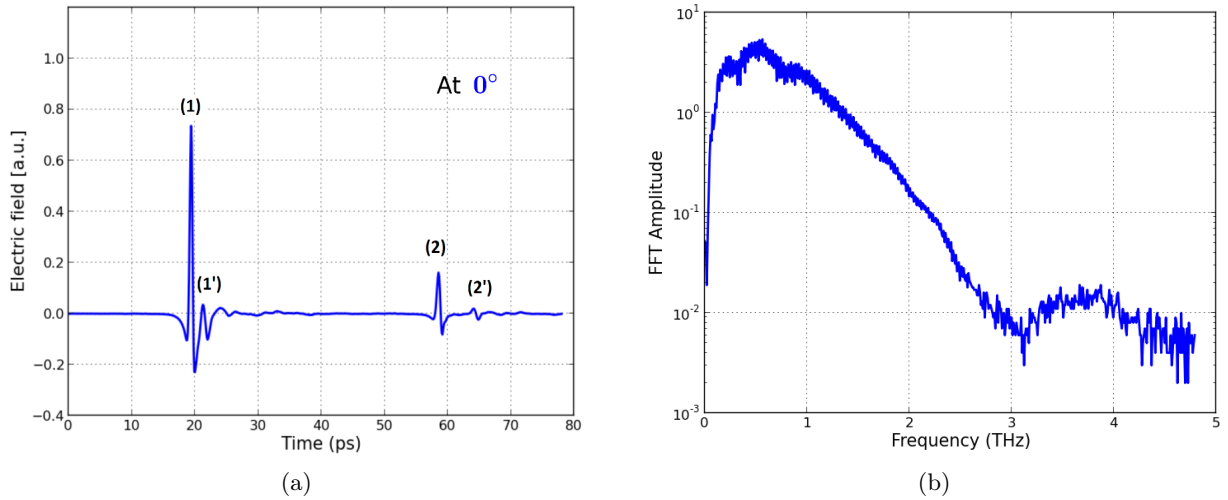 1.0
0.8
0.6
0.4
0.2
0.0
−0.2
−0.4
Electric field [a.u.]
At 0°
(1)
(1')
(2)
(2')
0 10 20 30 40 50 60 70 80
Time (ps)
(a)
10^1
10^0
10^-1
10^-2
10^-3
FFT Amplitude
0 1 2 3 4 5
Frequency (THz)
(b)